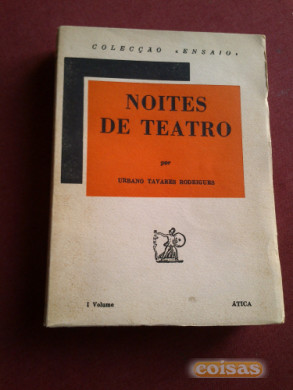 COLECÇÃO «ENSAIO»
NOITES
DE TEATRO
por
URBANO TAVARES RODRIGUES
I Volume
ÁTICA
coisas